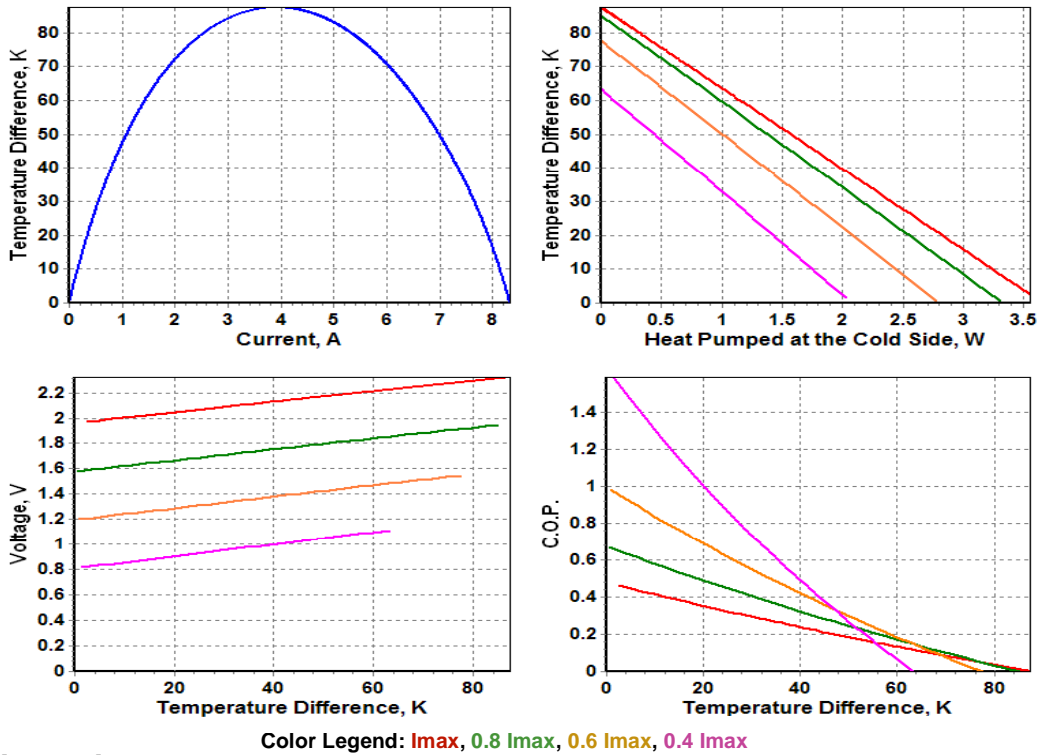 Temperature Difference, K
80
70
60
50
40
30
20
10
0
0 1 2 3 4 5 6 7 8
Current, A
Temperature Difference, K
80
70
60
50
40
30
20
10
0
0 0.5 1 1.5 2 2.5 3 3.5
Heat Pumped at the Cold Side, W
Voltage, V
2.2
2
1.8
1.6
1.4
1.2
1
0.8
0.6
0.4
0.2
0
0 20 40 60 80
Temperature Difference, K
C.O.P.
1.4
1.2
1
0.8
0.6
0.4
0.2
0
0 20 40 60 80
Temperature Difference, K
Color Legend: Imax, 0.8 Imax, 0.6 Imax, 0.4 Imax